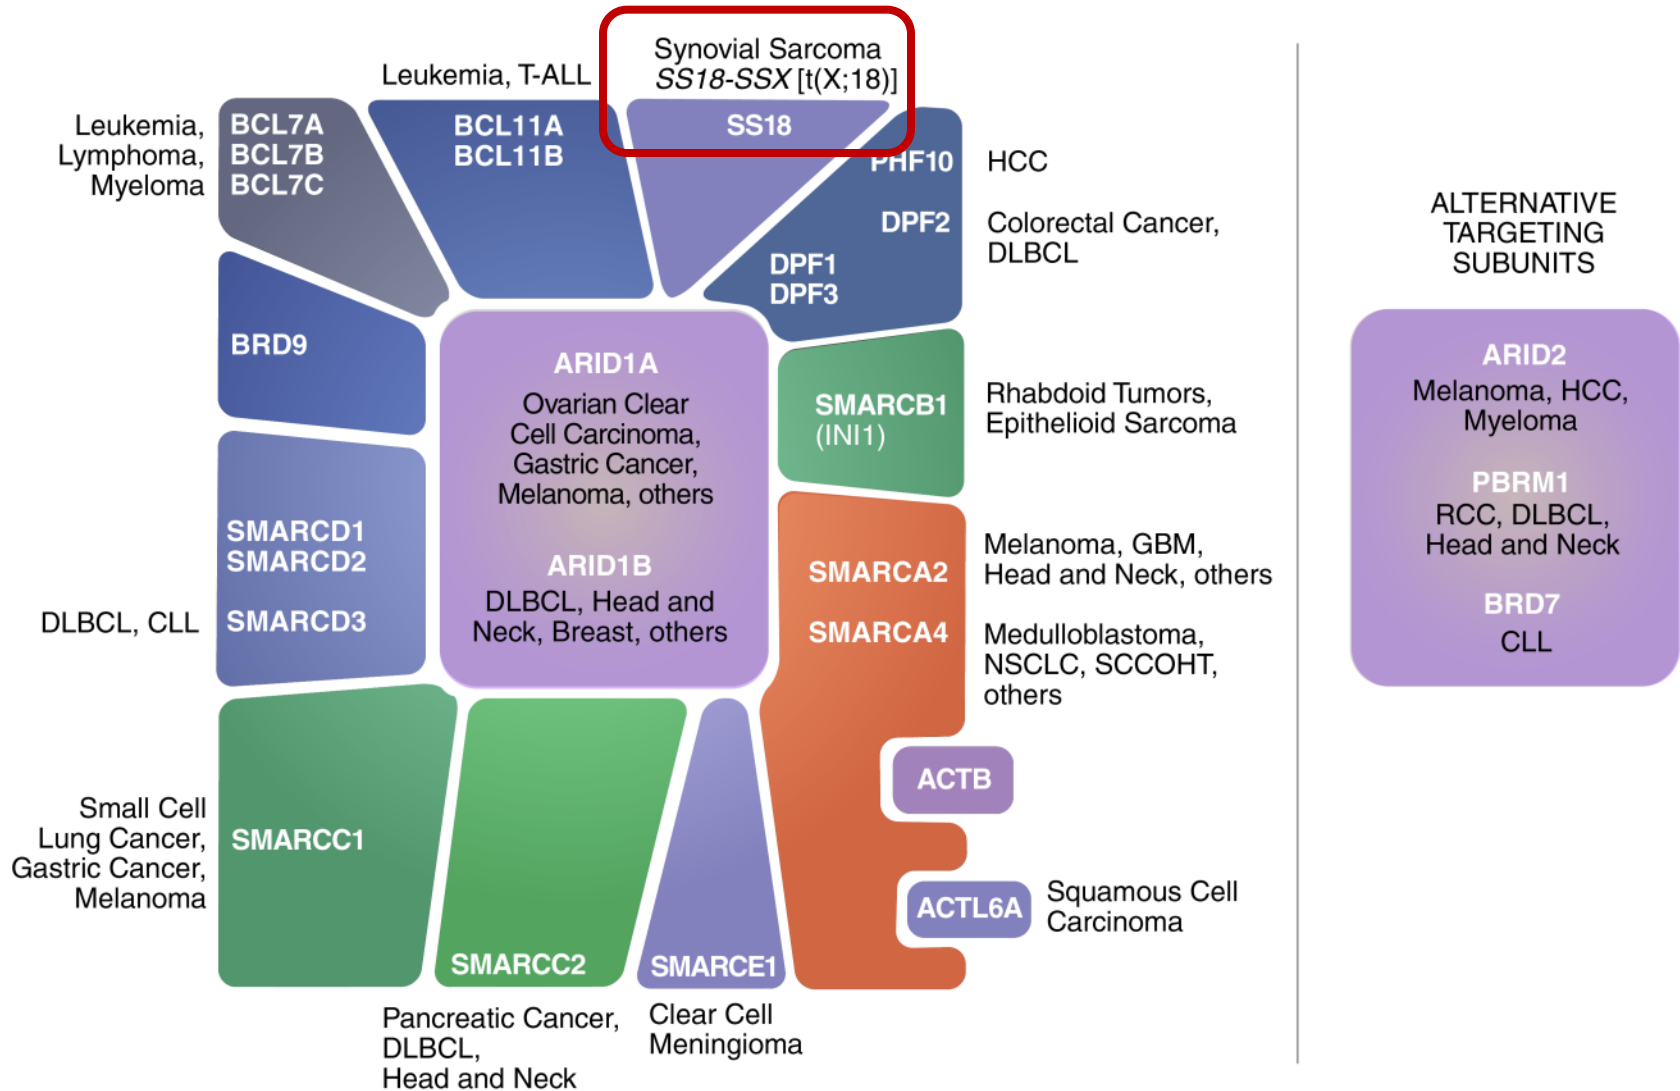 Synovial Sarcoma
SS18-SSX [t(X;18)]
Leukemia, T-ALL
Leukemia,
Lymphoma,
Myeloma
BCL7A
BCL7B
BCL7C
BCL11A
BCL11B
SS18
PHF10
HCC
DPF2
Colorectal Cancer,
DLBCL
DPF1
DPF3
BRD9
ARID1A
Ovarian Clear
Cell Carcinoma,
Gastric Cancer,
Melanoma, others
ARID1B
DLBCL, Head and
Neck, Breast, others
SMARCB1
(INI1)
Rhabdoid Tumors,
Epithelioid Sarcoma
SMARCD1
SMARCD2
DLBCL, CLL
SMARCD3
SMARCA2
Melanoma, GBM,
Head and Neck, others
SMARCA4
Medulloblastoma,
NSCLC, SCCOHT,
others
ACTB
ACTL6A
Squamous Cell
Carcinoma
Small Cell
Lung Cancer,
Gastric Cancer,
Melanoma
SMARCC1
SMARCC2
Pancreatic Cancer,
DLBCL,
Head and Neck
SMARCE1
Clear Cell
Meningioma
ALTERNATIVE
TARGETING
SUBUNITS
ARID2
Melanoma, HCC,
Myeloma
PBRM1
RCC, DLBCL,
Head and Neck
BRD7
CLL